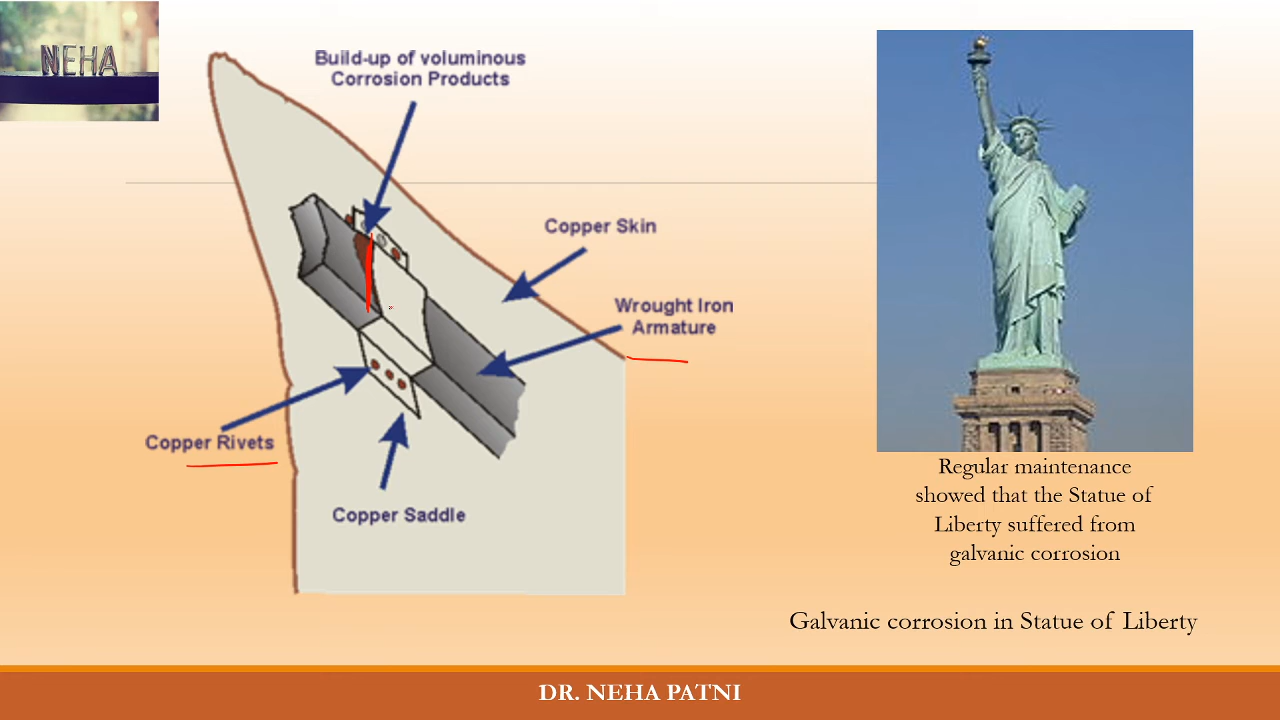 NEHA
Build-up of voluminous
Corrosion Products
Copper Skin
Wrought Iron
Armature
Copper Rivets
Copper Saddle
Regular maintenance
showed that the Statue of
Liberty suffered from
galvanic corrosion
Galvanic corrosion in Statue of Liberty
DR. NEHA PATNI